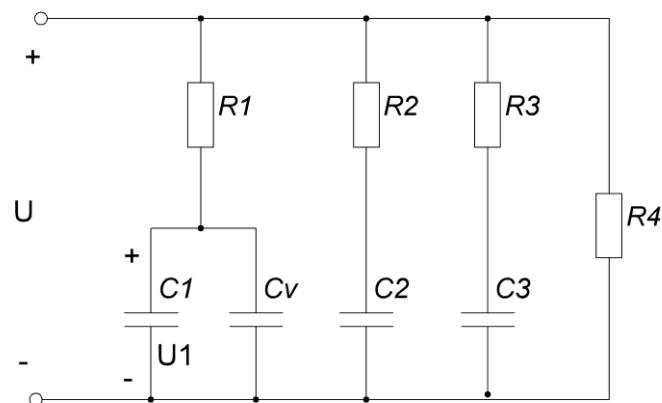 +
R1
R2
R3
U
R4
+
C1
Cv
C2
C3
U1
-
-